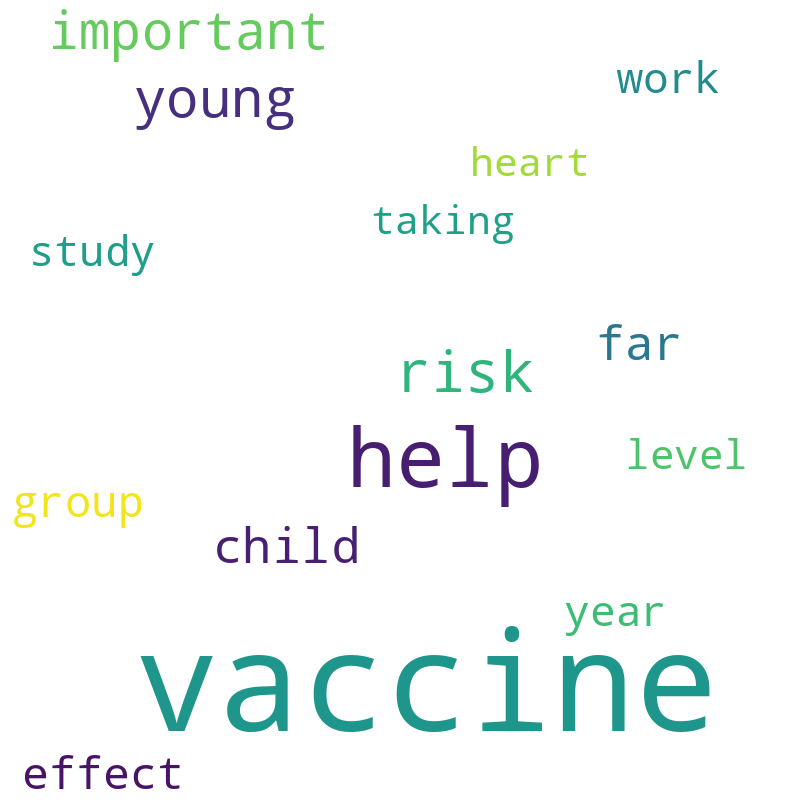 important
young
work
heart
taking
study
far
risk
help
level
group
child
year
vaccine
effect